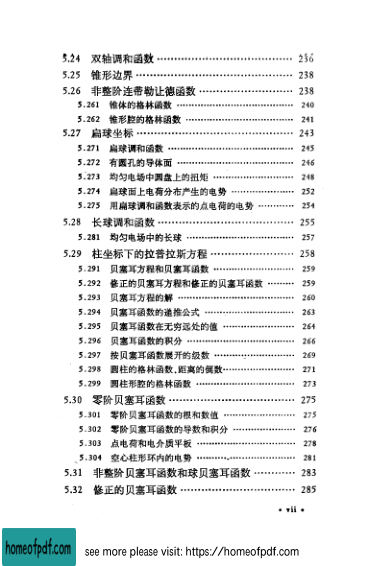 5.24 双轴调和函数 ······ 236
5.25 锥形边界 ······ 238
5.26 非整阶连带勒让德函数 ······ 238
5.261 锥体的格林函数 ······ 240
5.262 锥形腔的格林函数 ······ 241
5.27 扁球坐标 ······ 243
5.271 扁球调和函数 ······ 245
5.272 有圆孔的导体面 ······ 246
5.273 均匀电场中圆盘上的扭矩 ······ 248
5.274 扁球面上电荷分布产生的电势 ······ 252
5.275 用扁球调和函数表示的点电荷的电势 ······ 254
5.28 长球调和函数 ······ 255
5.281 均匀电场中的长球 ······ 257
5.29 柱坐标下的拉普拉斯方程 ······ 258
5.291 贝塞耳方程和贝塞耳函数 ······ 259
5.292 修正的贝塞耳方程和修正的贝塞耳函数 ······ 259
5.293 贝塞耳方程的解 ······ 260
5.294 贝塞耳函数的递推公式 ······ 263
5.295 贝塞耳函数在无穷远处的值 ······ 264
5.296 贝塞耳函数的积分 ······ 266
5.297 按贝塞耳函数展开的级数 ······ 269
5.298 圆柱的格林函数、距离的倒数 ······ 271
5.299 圆柱形腔的格林函数 ······ 273
5.30 零阶贝塞耳函数 ······ 275
5.301 零阶贝塞耳函数的根和数值 ······ 275
5.302 零阶贝塞耳函数的导数和积分 ······ 276
5.303 点电荷和电介质平板 ······ 278
5.304 空心柱形环内的电势 ······ 281
5.31 非整阶贝塞耳函数和球贝塞耳函数 ······ 283
5.32 修正的贝塞耳函数 ······ 285
• vii •
homeofpdf.com
see more please visit: https://homeofpdf.com